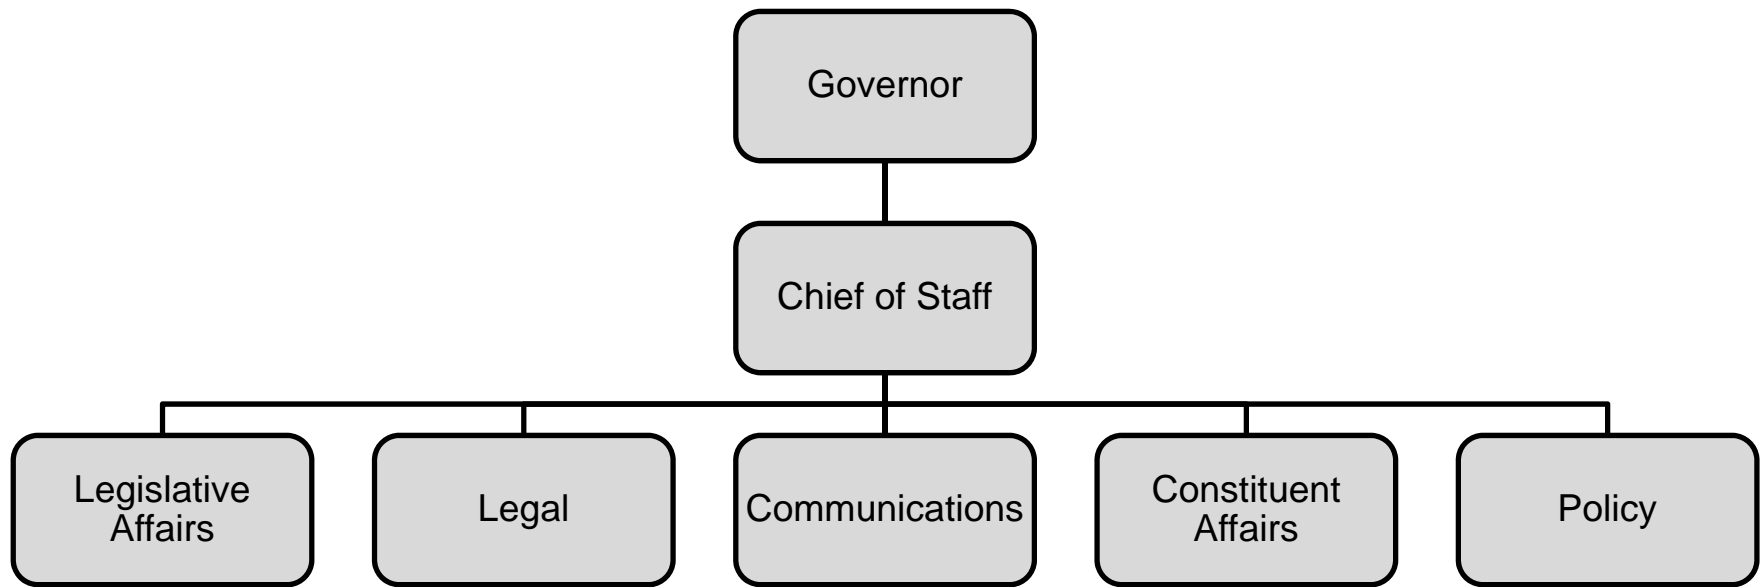 Governor
Chief of Staff
Legislative
Affairs
Legal
Communications
Constituent
Affairs
Policy